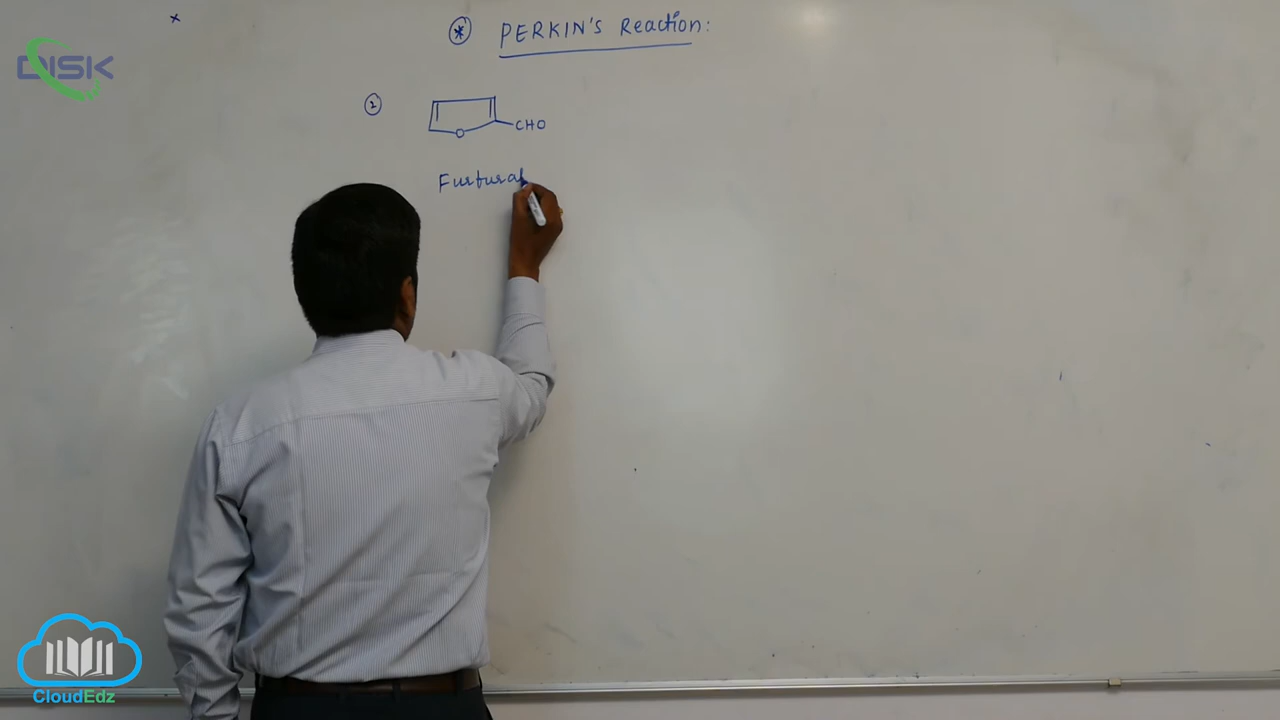 * PERKIN'S Reaction:
DISK
2
O
CHO
Furfural
CloudEdz